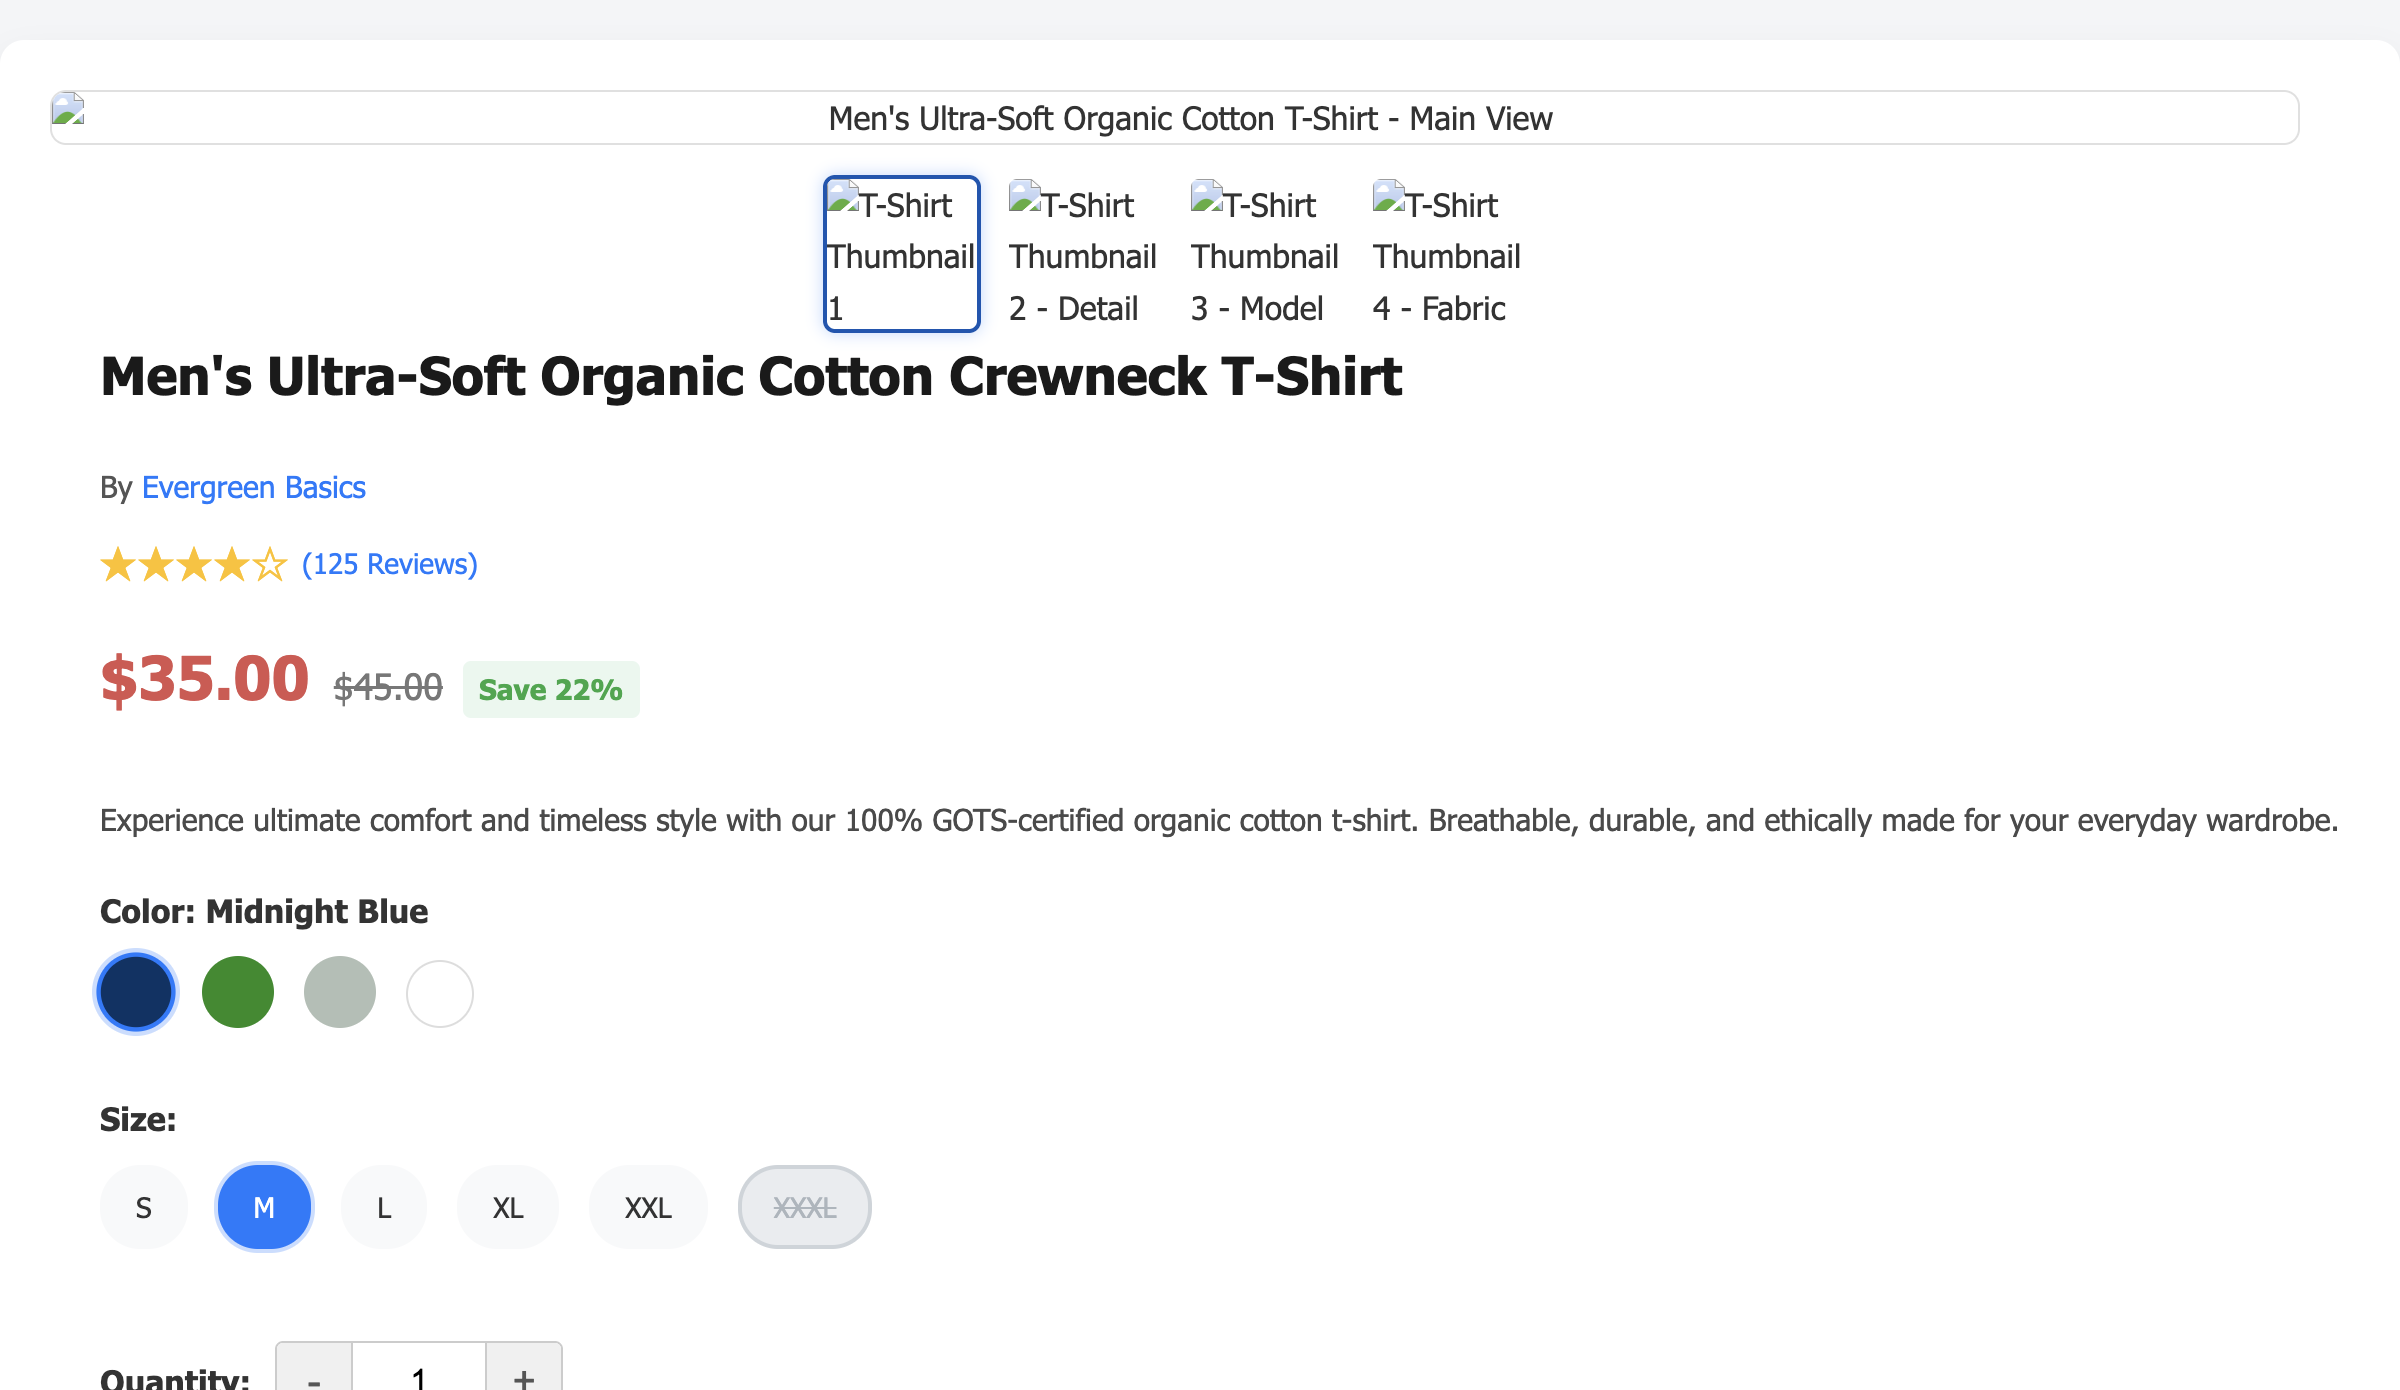 Men's Ultra-Soft Organic Cotton T-Shirt - Main View
T-Shirt Thumbnail 1
T-Shirt Thumbnail 2 - Detail
T-Shirt Thumbnail 3 - Model
T-Shirt Thumbnail 4 - Fabric
Men's Ultra-Soft Organic Cotton Crewneck T-Shirt
By Evergreen Basics
★★★★☆ (125 Reviews)
$35.00 $45.00 Save 22%
Experience ultimate comfort and timeless style with our 100% GOTS-certified organic cotton t-shirt. Breathable, durable, and ethically made for your everyday wardrobe.
Color: Midnight Blue
Size:
S M L XL XXL XXXL
Quantity: - 1 +